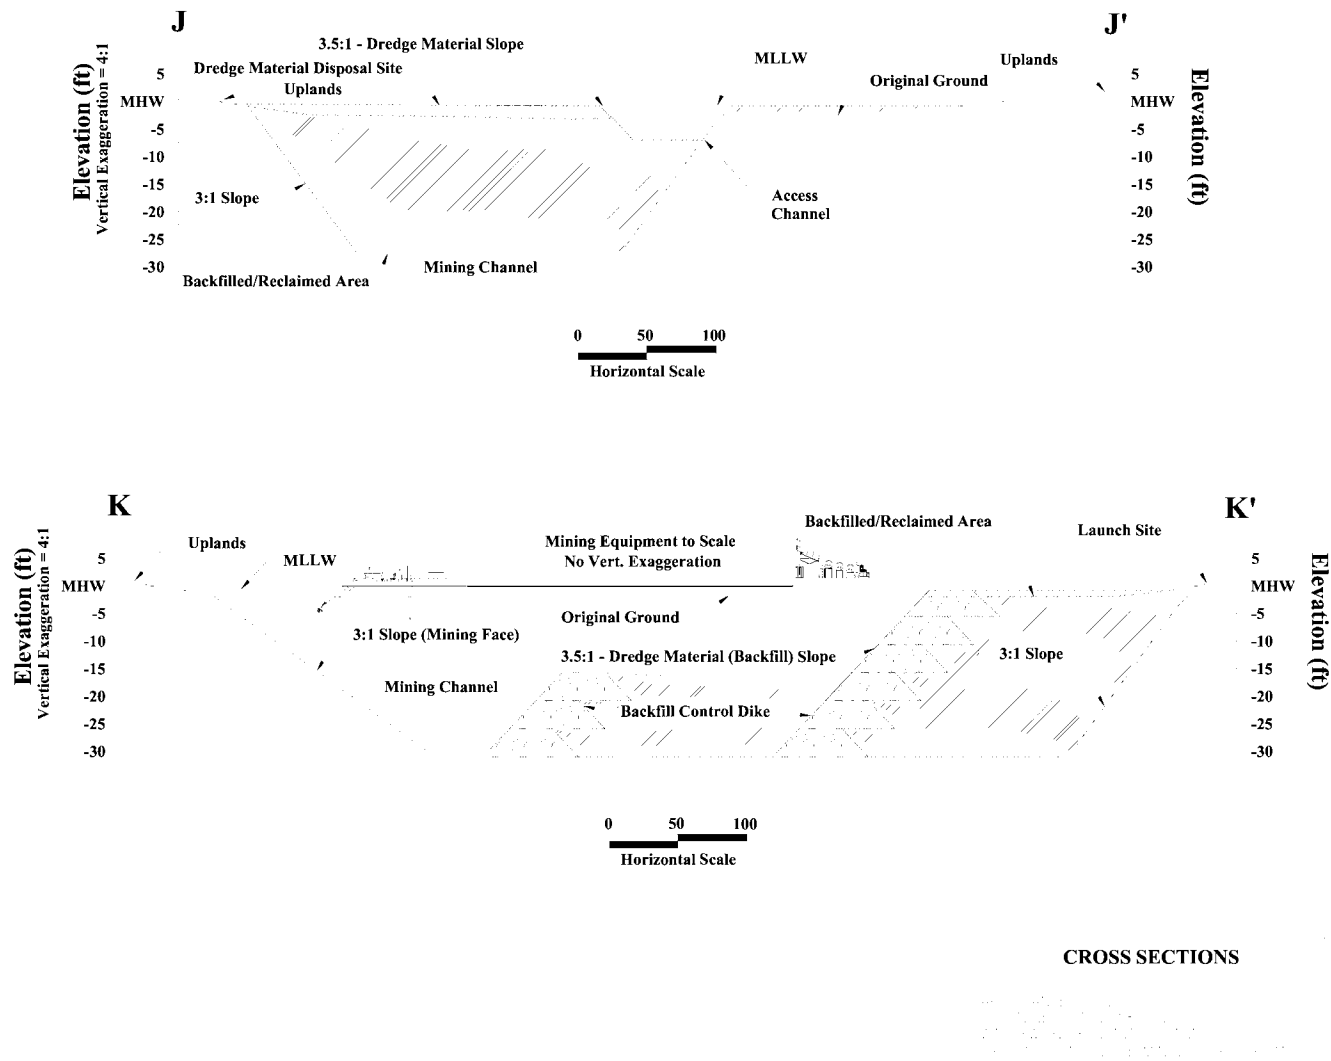 J
J'
3.5:1 - Dredge Material Slope
MLLW
Uplands
Dredge Material Disposal Site
Uplands
Original Ground
Elevation (ft)
Vertical Exaggeration = 4:1
5
MHW
-5
-10
-15
-20
-25
-30
5
MHW
-5
-10
-15
-20
-25
-30
Elevation (ft)
3:1 Slope
Access
Channel
Mining Channel
Backfilled/Reclaimed Area
0 50 100
Horizontal Scale
K
K'
Backfilled/Reclaimed Area
Launch Site
Uplands
MLLW
Mining Equipment to Scale
No Vert. Exaggeration
Elevation (ft)
Vertical Exaggeration = 4:1
5
MHW
-5
-10
-15
-20
-25
-30
5
MHW
-5
-10
-15
-20
-25
-30
Elevation (ft)
Original Ground
3:1 Slope (Mining Face)
3.5:1 - Dredge Material (Backfill) Slope
3:1 Slope
Mining Channel
Backfill Control Dike
0 50 100
Horizontal Scale
CROSS SECTIONS